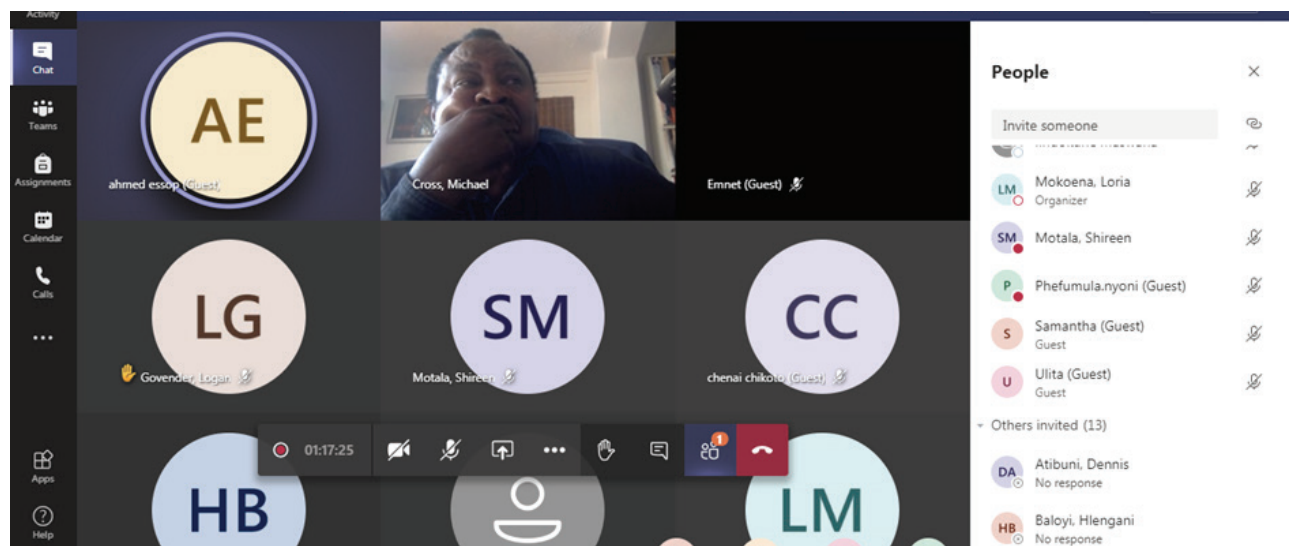 Activity
Chat
Teams
Assignments
Calendar
Calls
Apps
Help
AE
ahmed essop (Guest)
Cross, Michael
Emnet (Guest)
LG
Govender, Logan
SM
Motala, Shireen
CC
chenai chikoto (Guest)
HB
LM
01:17:25
1
People
Invite someone
LM
Mokoena, Loria
Organizer
SM
Motala, Shireen
P
Phefumula.nyoni (Guest)
S
Samantha (Guest)
Guest
U
Ulita (Guest)
Guest
Others invited (13)
DA
Atibuni, Dennis
No response
HB
Baloyi, Hlengani
No response